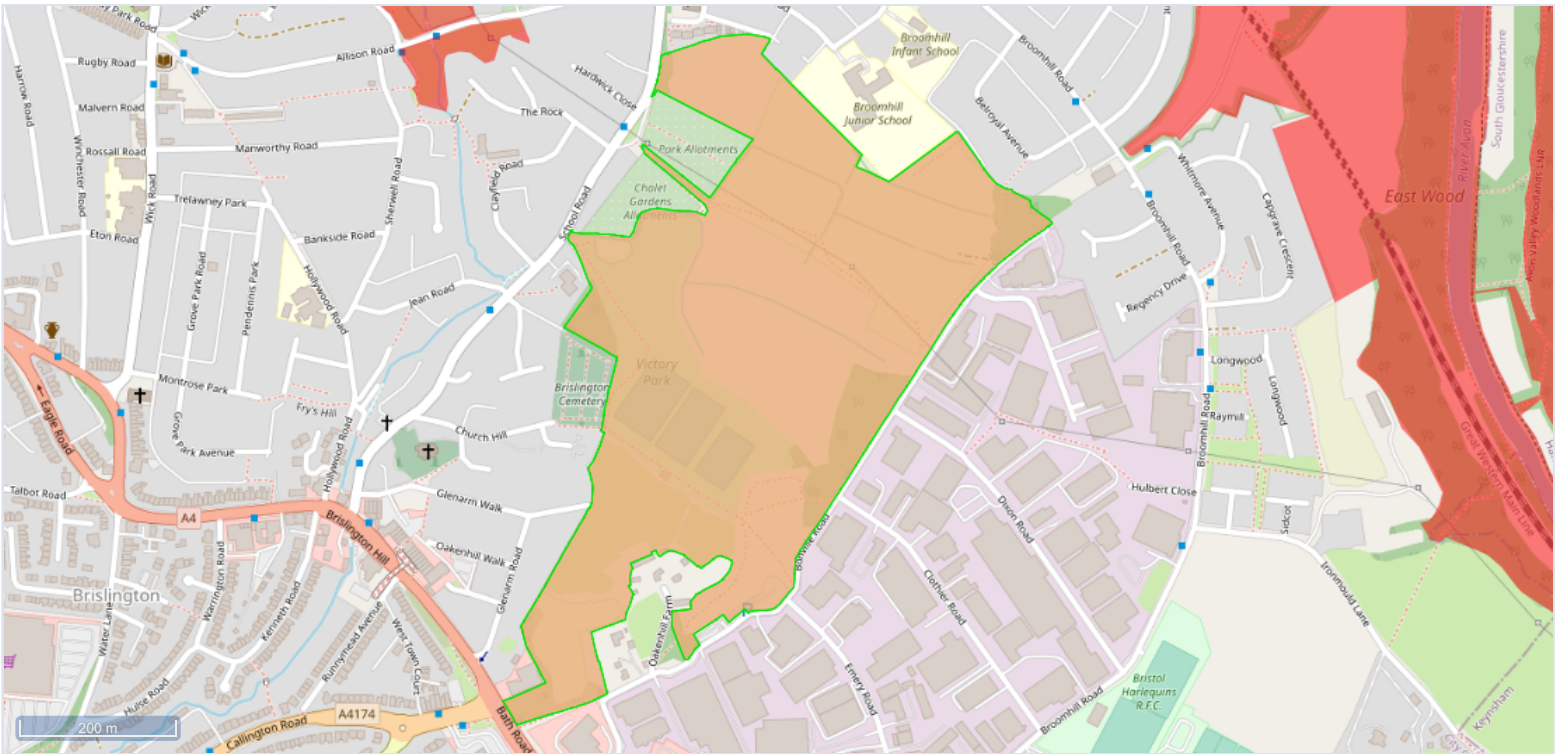 Park Road
Wick
Allison Road
Rugby Road
Harrow Road
Malvern Road
Winchester Road
Rossall Road
Manworthy Road
Wick Road
Trelawney Park
Sherwell Road
Eton Road
Bankside Road
Grove Park Road
Pendennis Park
Hollywood Road
Jean Road
Montrose Park
Fry's Hill
Grove Park Avenue
Hollywood Road
Eagle Road
Talbot Road
A4
Brislington Hill
Brislington
Water Lane
Warrington Road
Kenneth Road
Runnymead Avenue
West Town Court
Hulse Road
Callington Road
A4174
Bath Road
200 m
Hardwick Close
The Rock
Clayfield Road
School Road
Church Hill
Glenarm Walk
Oakenhill Walk
Glenarm Road
Park Allotments
Chalet
Gardens
Allotments
Brislington
Cemetery
Victory
Park
Oakenhill Farm
Bonville Road
Broomhill
Infant School
Broomhill
Junior School
Broomhill Road
Belroyal Avenue
Whitmore Avenue
Capgrave Crescent
Broomhill Road
Regency Drive
Longwood
Longwood
Raymill
Broomhill Road
Hulbert Close
Sidcot
Dixon Road
Clothier Road
Emery Road
Broomhill Road
Ironmould Lane
Bristol
Harlequins
R.F.C.
Keynsham
East Wood
River Avon
South Gloucestershire
Avon Valley Woodlands LNR
Great Western Main Line